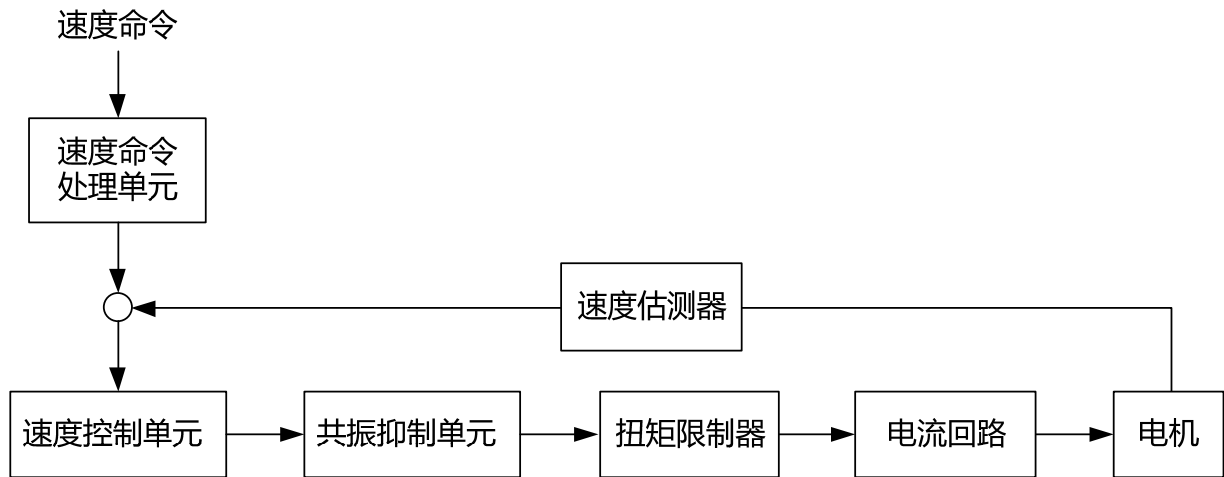 速度命令
速度命令
处理单元
速度估测器
速度控制单元
共振抑制单元
扭矩限制器
电流回路
电机